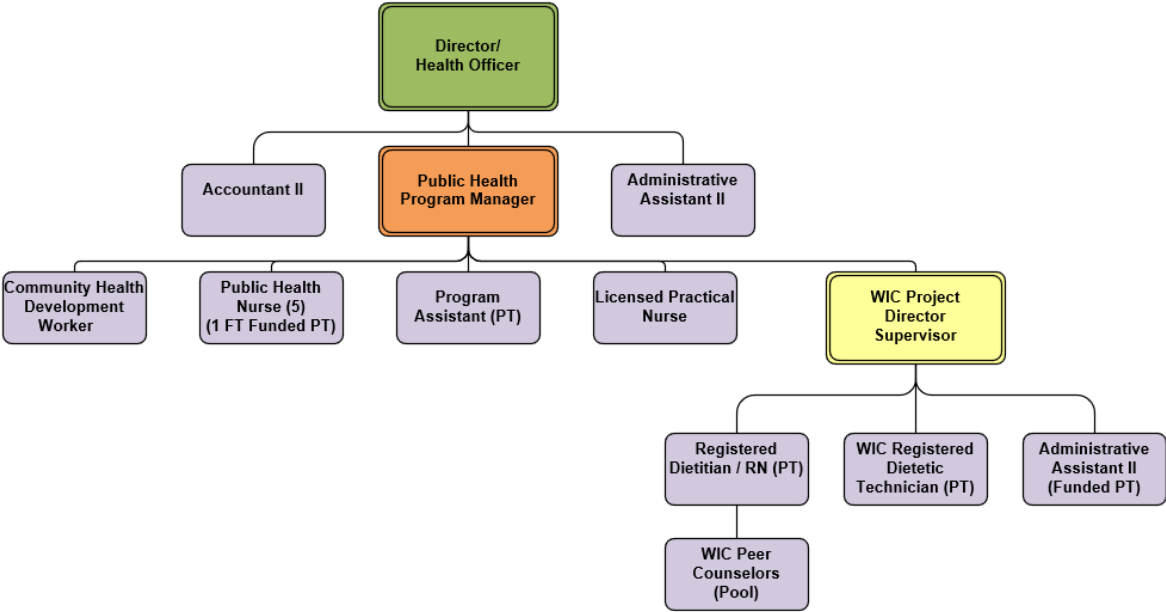 Director/
Health Officer
Accountant II
Public Health
Program Manager
Administrative
Assistant II
Community Health
Development
Worker
Public Health
Nurse (5)
(1 FT Funded PT)
Program
Assistant (PT)
Licensed Practical
Nurse
WIC Project
Director
Supervisor
Registered
Dietitian / RN (PT)
WIC Registered
Dietetic
Technician (PT)
Administrative
Assistant II
(Funded PT)
WIC Peer
Counselors
(Pool)